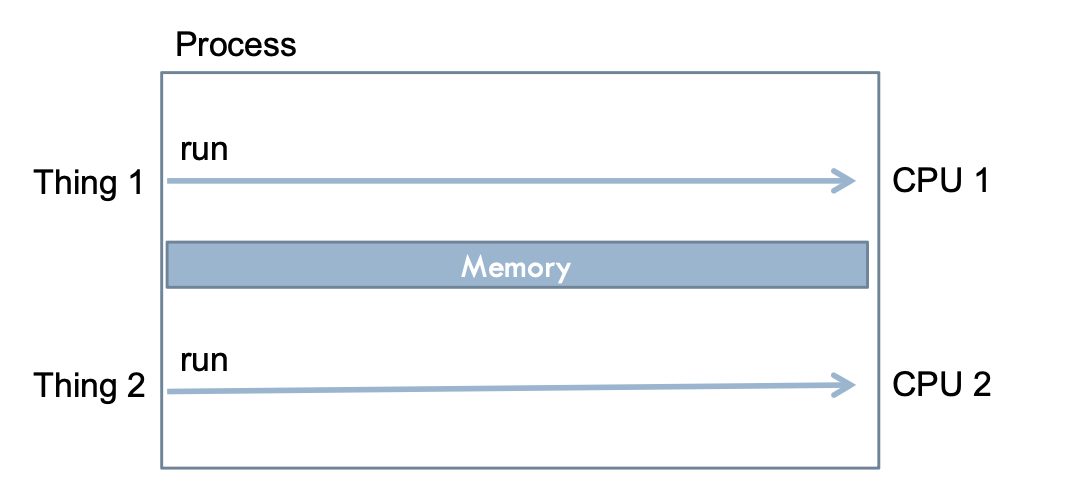 Process
run
Thing 1
CPU 1
Memory
run
Thing 2
CPU 2